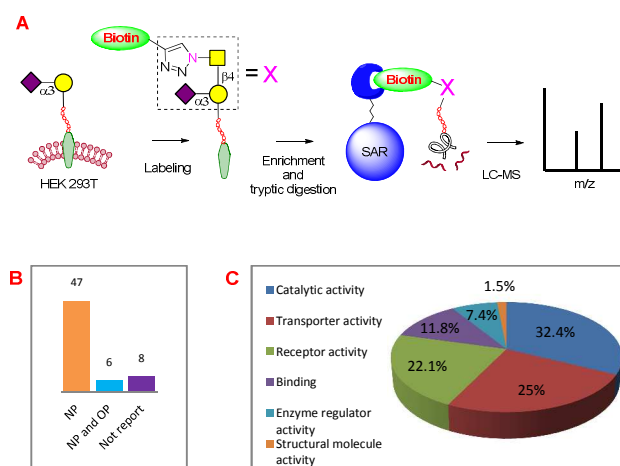 A
Biotin
N
N
N
β4
α3
= X
α3
HEK 293T
Labeling
Enrichment
and
tryptic digestion
Biotin
X
SAR
LC-MS
m/z
B
47
6
8
NP
NP and OP
Not report
C
Catalytic activity
Transporter activity
Receptor activity
Binding
Enzyme regulator
activity
Structural molecule
activity
1.5%
7.4%
11.8%
32.4%
22.1%
25%